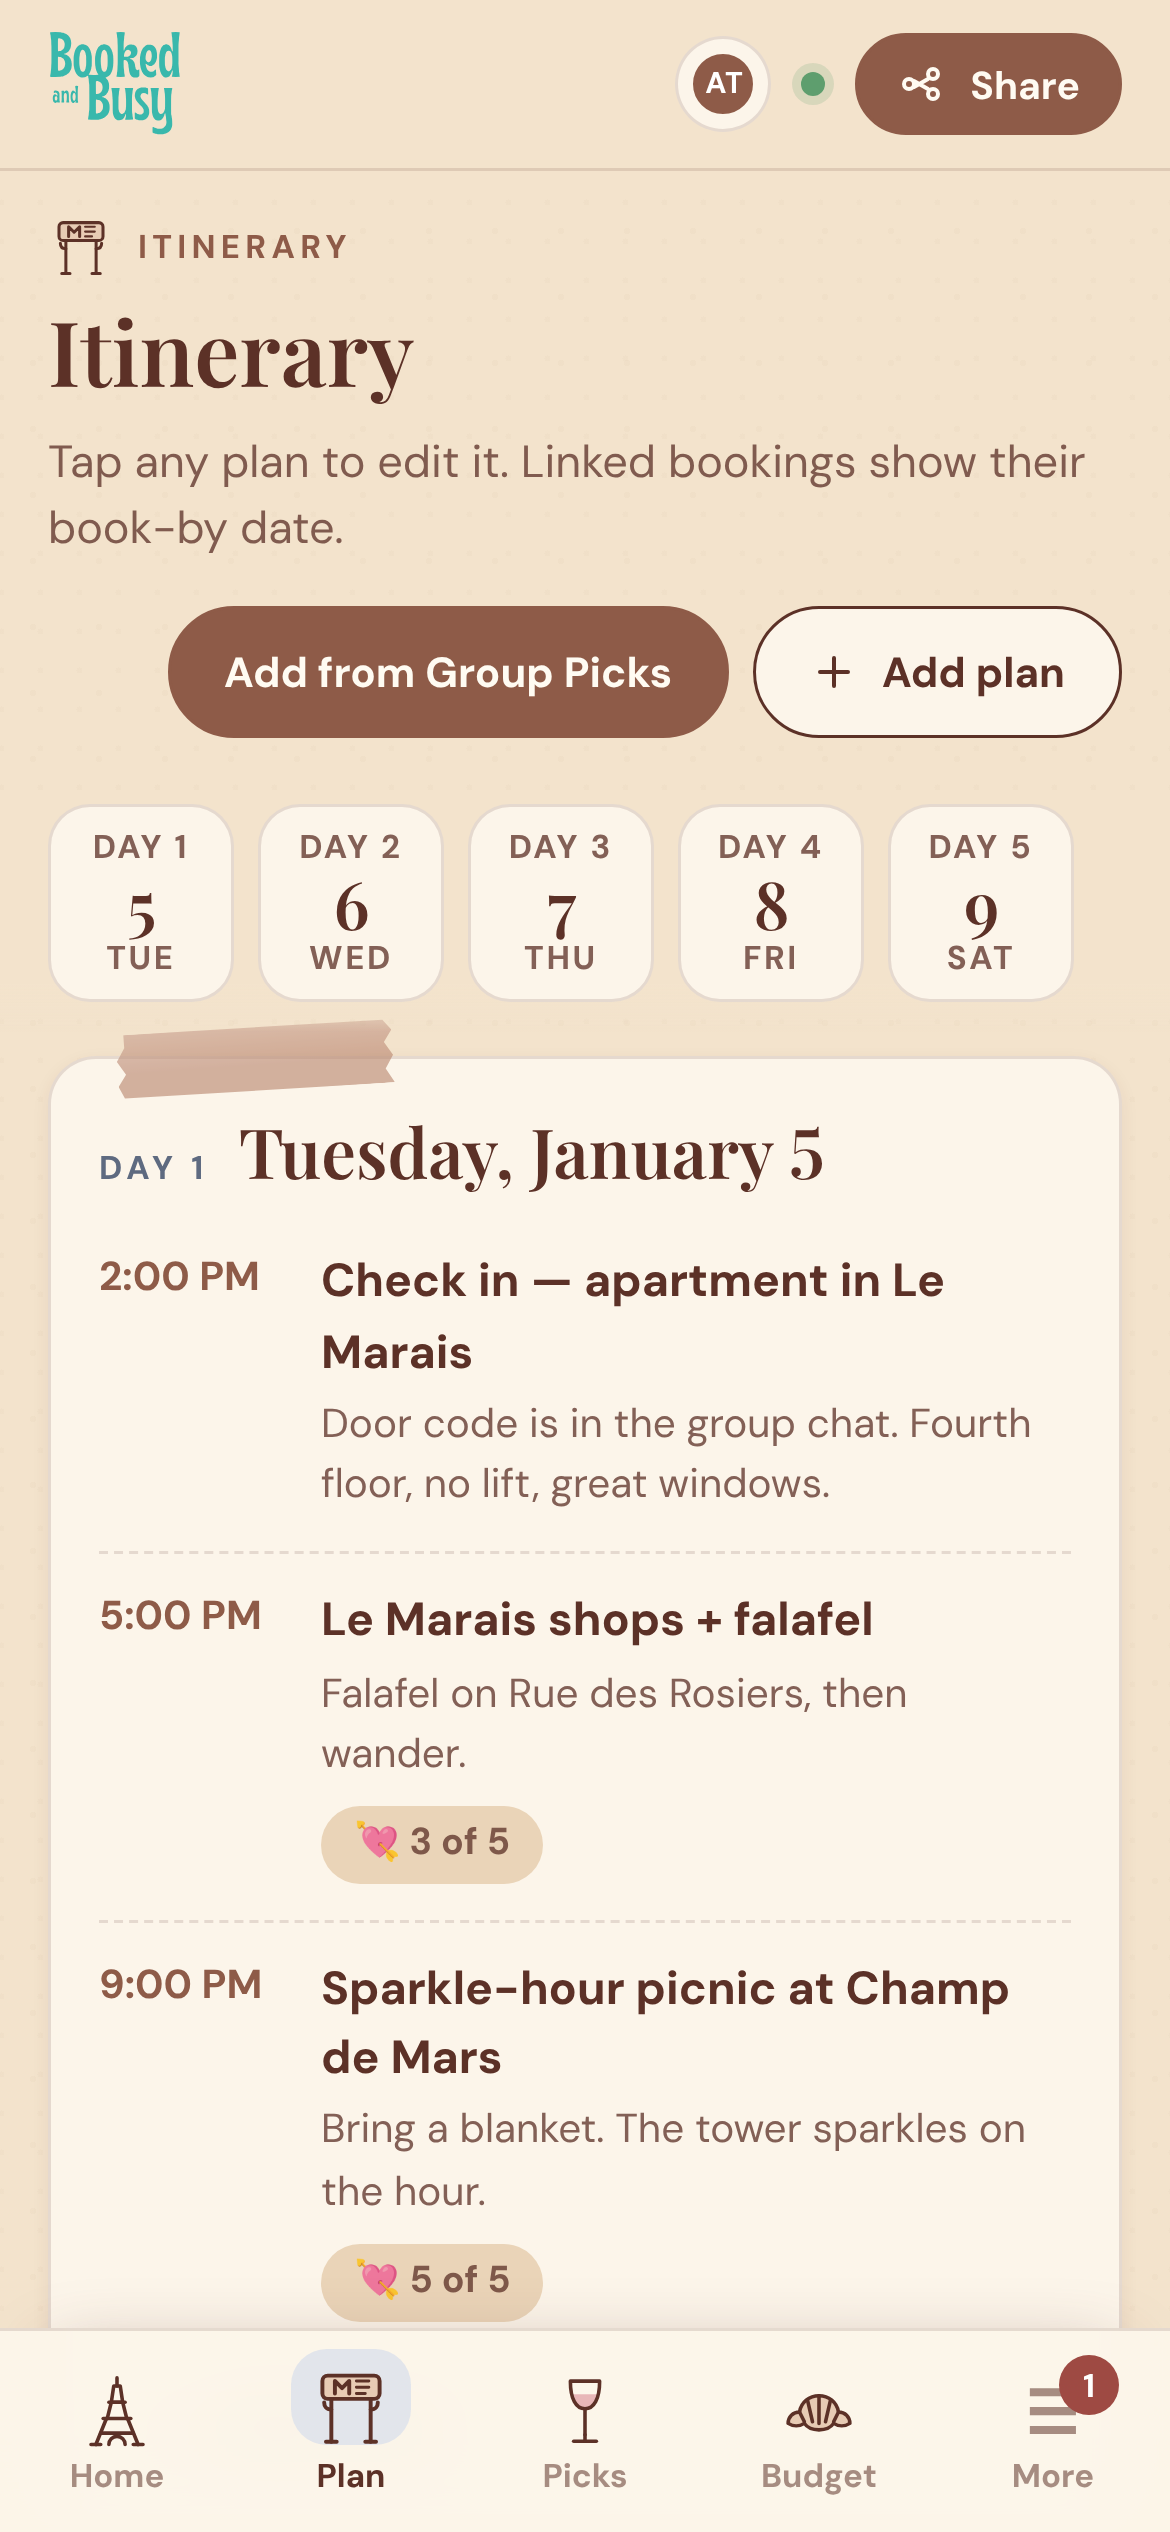 Booked
and Busy
AT
Share
ITINERARY
Itinerary
Tap any plan to edit it. Linked bookings show their
book-by date.
Add from Group Picks
+ Add plan
DAY 1
5
TUE
DAY 2
6
WED
DAY 3
7
THU
DAY 4
8
FRI
DAY 5
9
SAT
DAY 1 Tuesday, January 5
2:00 PM
Check in — apartment in Le
Marais
Door code is in the group chat. Fourth
floor, no lift, great windows.
5:00 PM
Le Marais shops + falafel
Falafel on Rue des Rosiers, then
wander.
💘 3 of 5
9:00 PM
Sparkle-hour picnic at Champ
de Mars
Bring a blanket. The tower sparkles on
the hour.
💘 5 of 5
Home
Plan
Picks
Budget
1
More